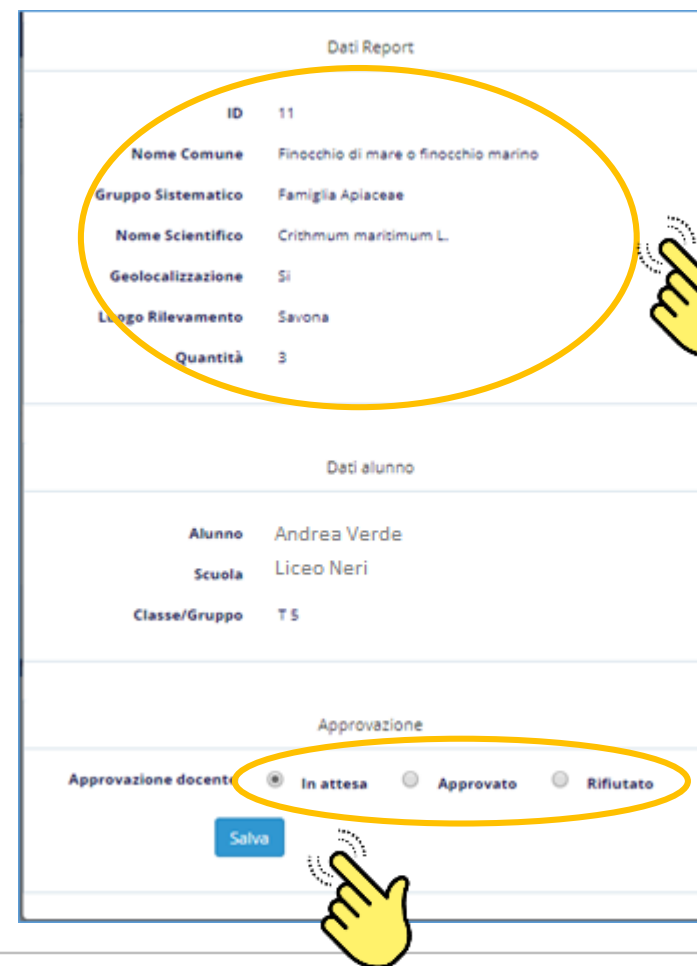 Dati Report
ID 11
Nome Comune Finocchio di mare o finocchio marino
Gruppo Sistematico Famiglia Apiaceae
Nome Scientifico Crithmum maritimum L.
Geolocalizzazione Si
Luogo Rilevamento Savona
Quantità 3
Dati alunno
Alunno Andrea Verde
Scuola Liceo Neri
Classe/Gruppo T 5
Approvazione
Approvazione docente In attesa Approvato Rifiutato
Salva